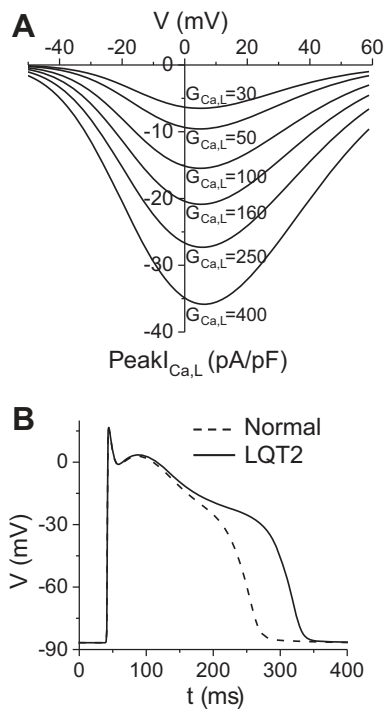 A
V (mV)
-40 -20 0 20 40 60
0
G_Ca,L=30
-10
G_Ca,L=50
G_Ca,L=100
-20
G_Ca,L=160
G_Ca,L=250
-30
G_Ca,L=400
-40
PeakI_Ca,L (pA/pF)
B
Normal
LQT2
V (mV)
0
-30
-60
-90
0 100 200 300 400
t (ms)